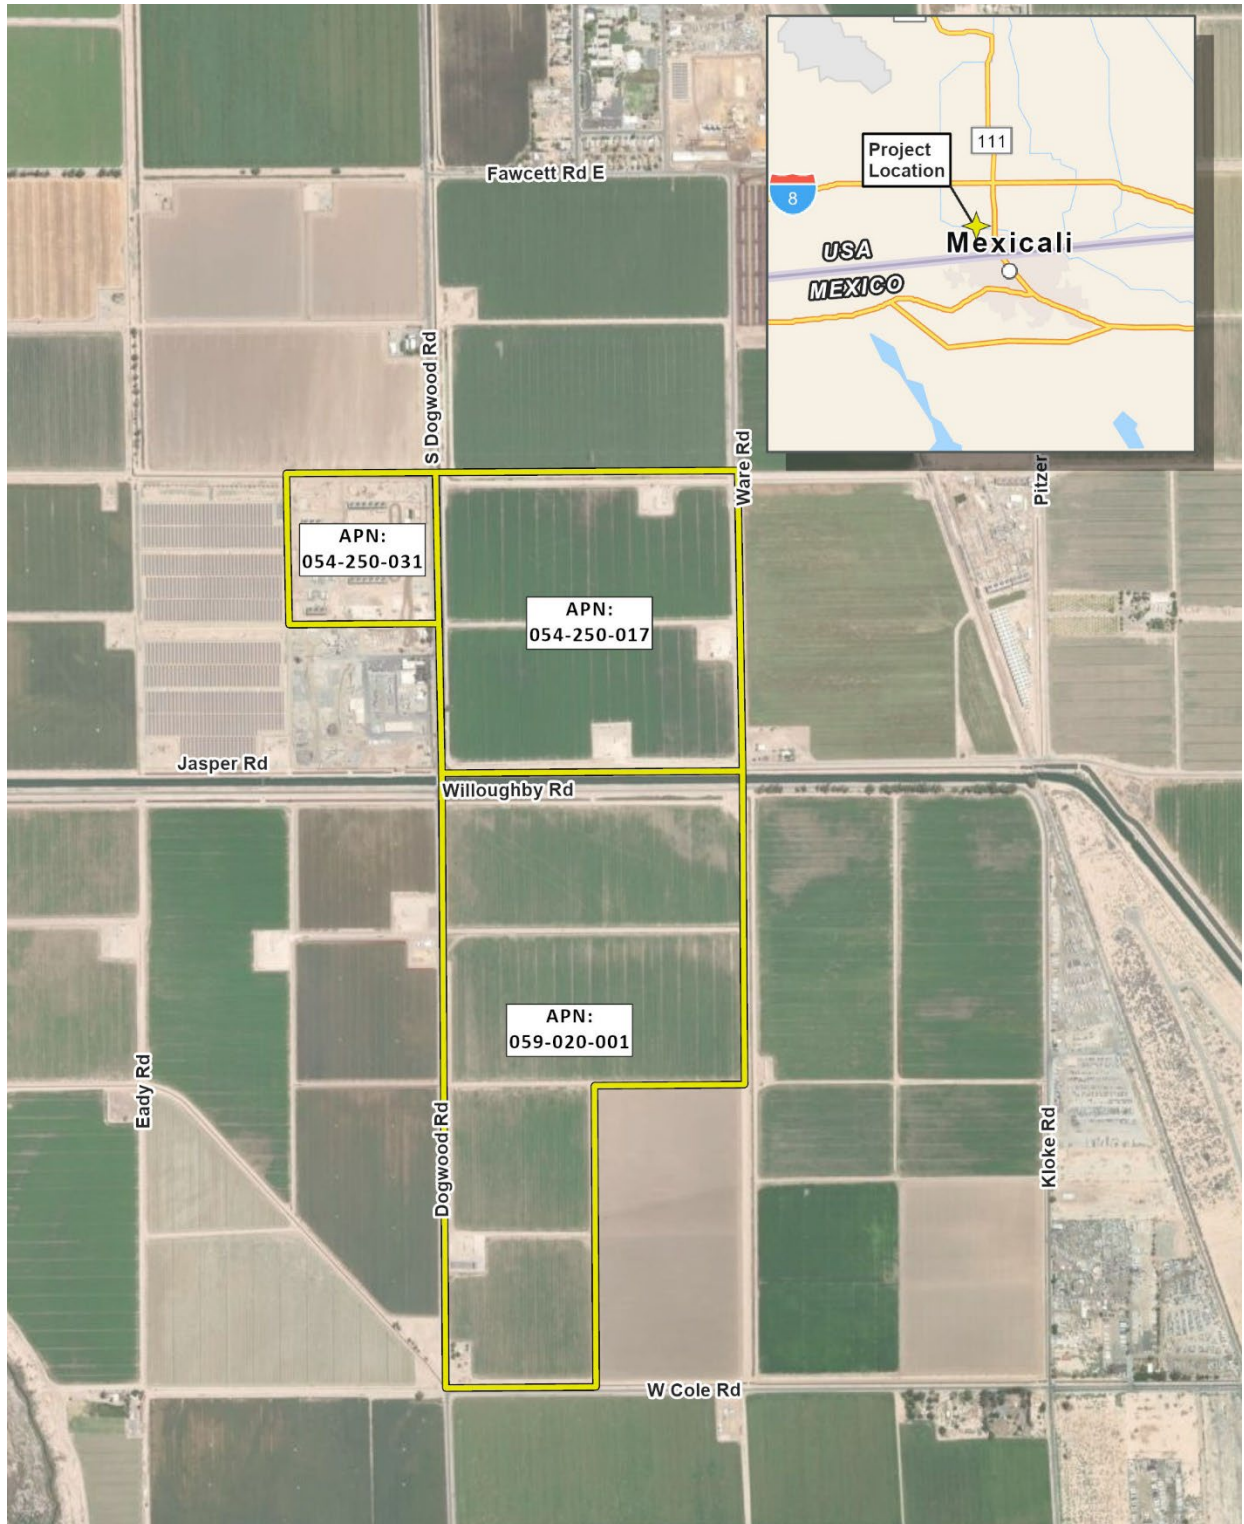 Fawcett Rd E
111
Project
Location
8
Mexicali
USA
MEXICO
S Dogwood Rd
Ware Rd
Pitzer
APN:
054-250-031
APN:
054-250-017
Jasper Rd
Willoughby Rd
APN:
059-020-001
Eady Rd
Dogwood Rd
Kloke Rd
W Cole Rd